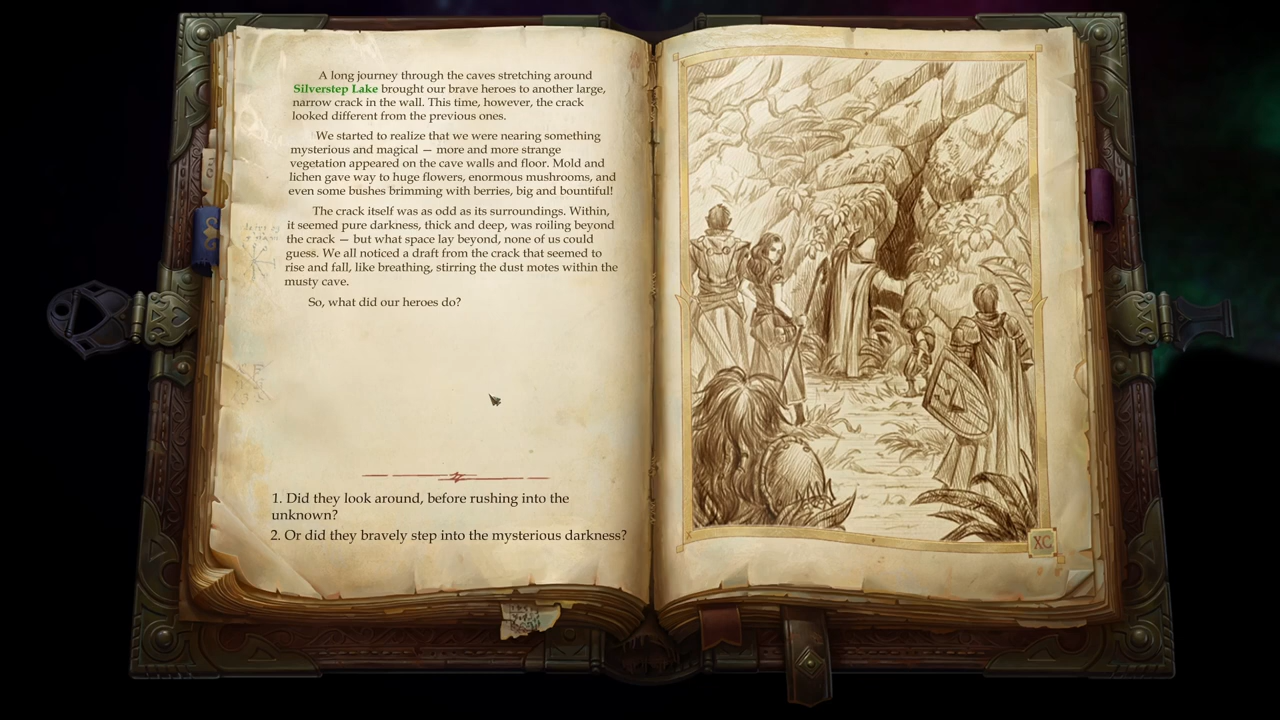 A long journey through the caves stretching around
Silverstep Lake brought our brave heroes to another large,
narrow crack in the wall. This time, however, the crack
looked different from the previous ones.
We started to realize that we were nearing something
mysterious and magical — more and more strange
vegetation appeared on the cave walls and floor. Mold and
lichen gave way to huge flowers, enormous mushrooms, and
even some bushes brimming with berries, big and bountiful!
The crack itself was as odd as its surroundings. Within,
it seemed pure darkness, thick and deep, was roiling beyond
the crack — but what space lay beyond, none of us could
guess. We all noticed a draft from the crack that seemed to
rise and fall, like breathing, stirring the dust motes within the
musty cave.
So, what did our heroes do?
1. Did they look around, before rushing into the
unknown?
2. Or did they bravely step into the mysterious darkness?
XC